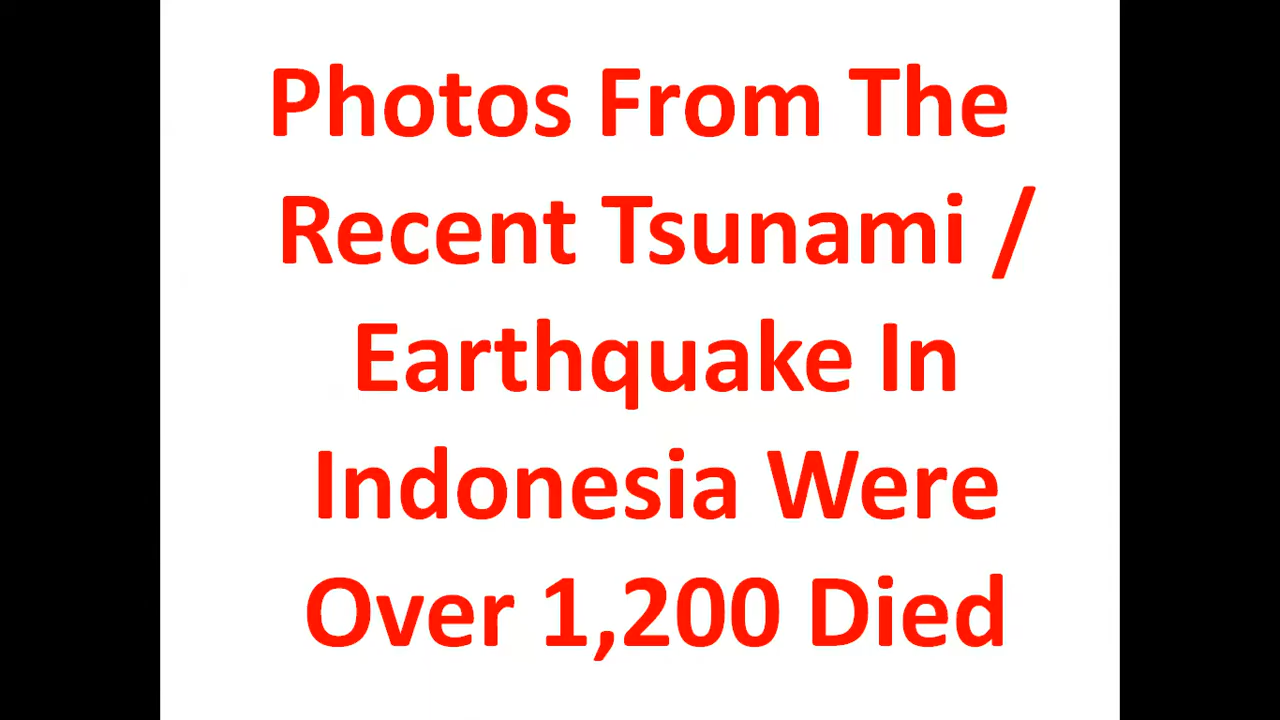 Photos From The
Recent Tsunami /
Earthquake In
Indonesia Were
Over 1,200 Died